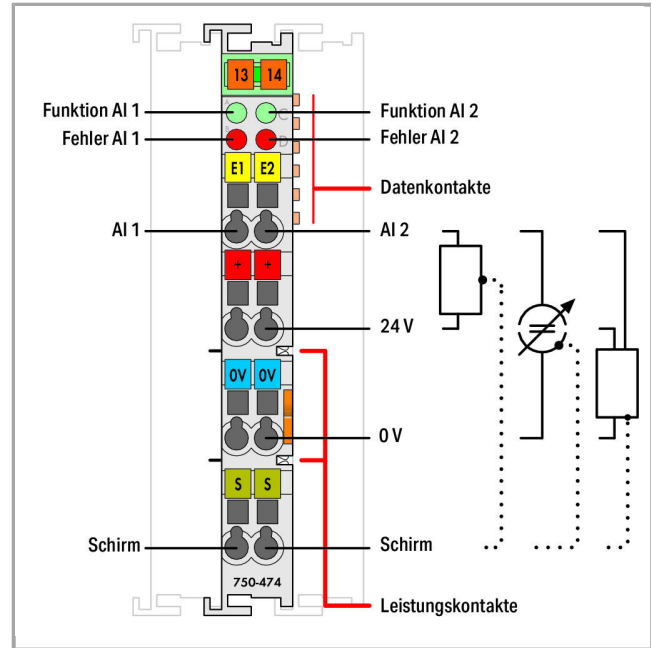 13 14
A C
Funktion AI 1
Funktion AI 2
Fehler AI 1
D
Fehler AI 2
E1 E2
Datenkontakte
AI 1
AI 2
+ +
24 V
0V 0V
0 V
S S
Schirm
Schirm
750-474
Leistungskontakte